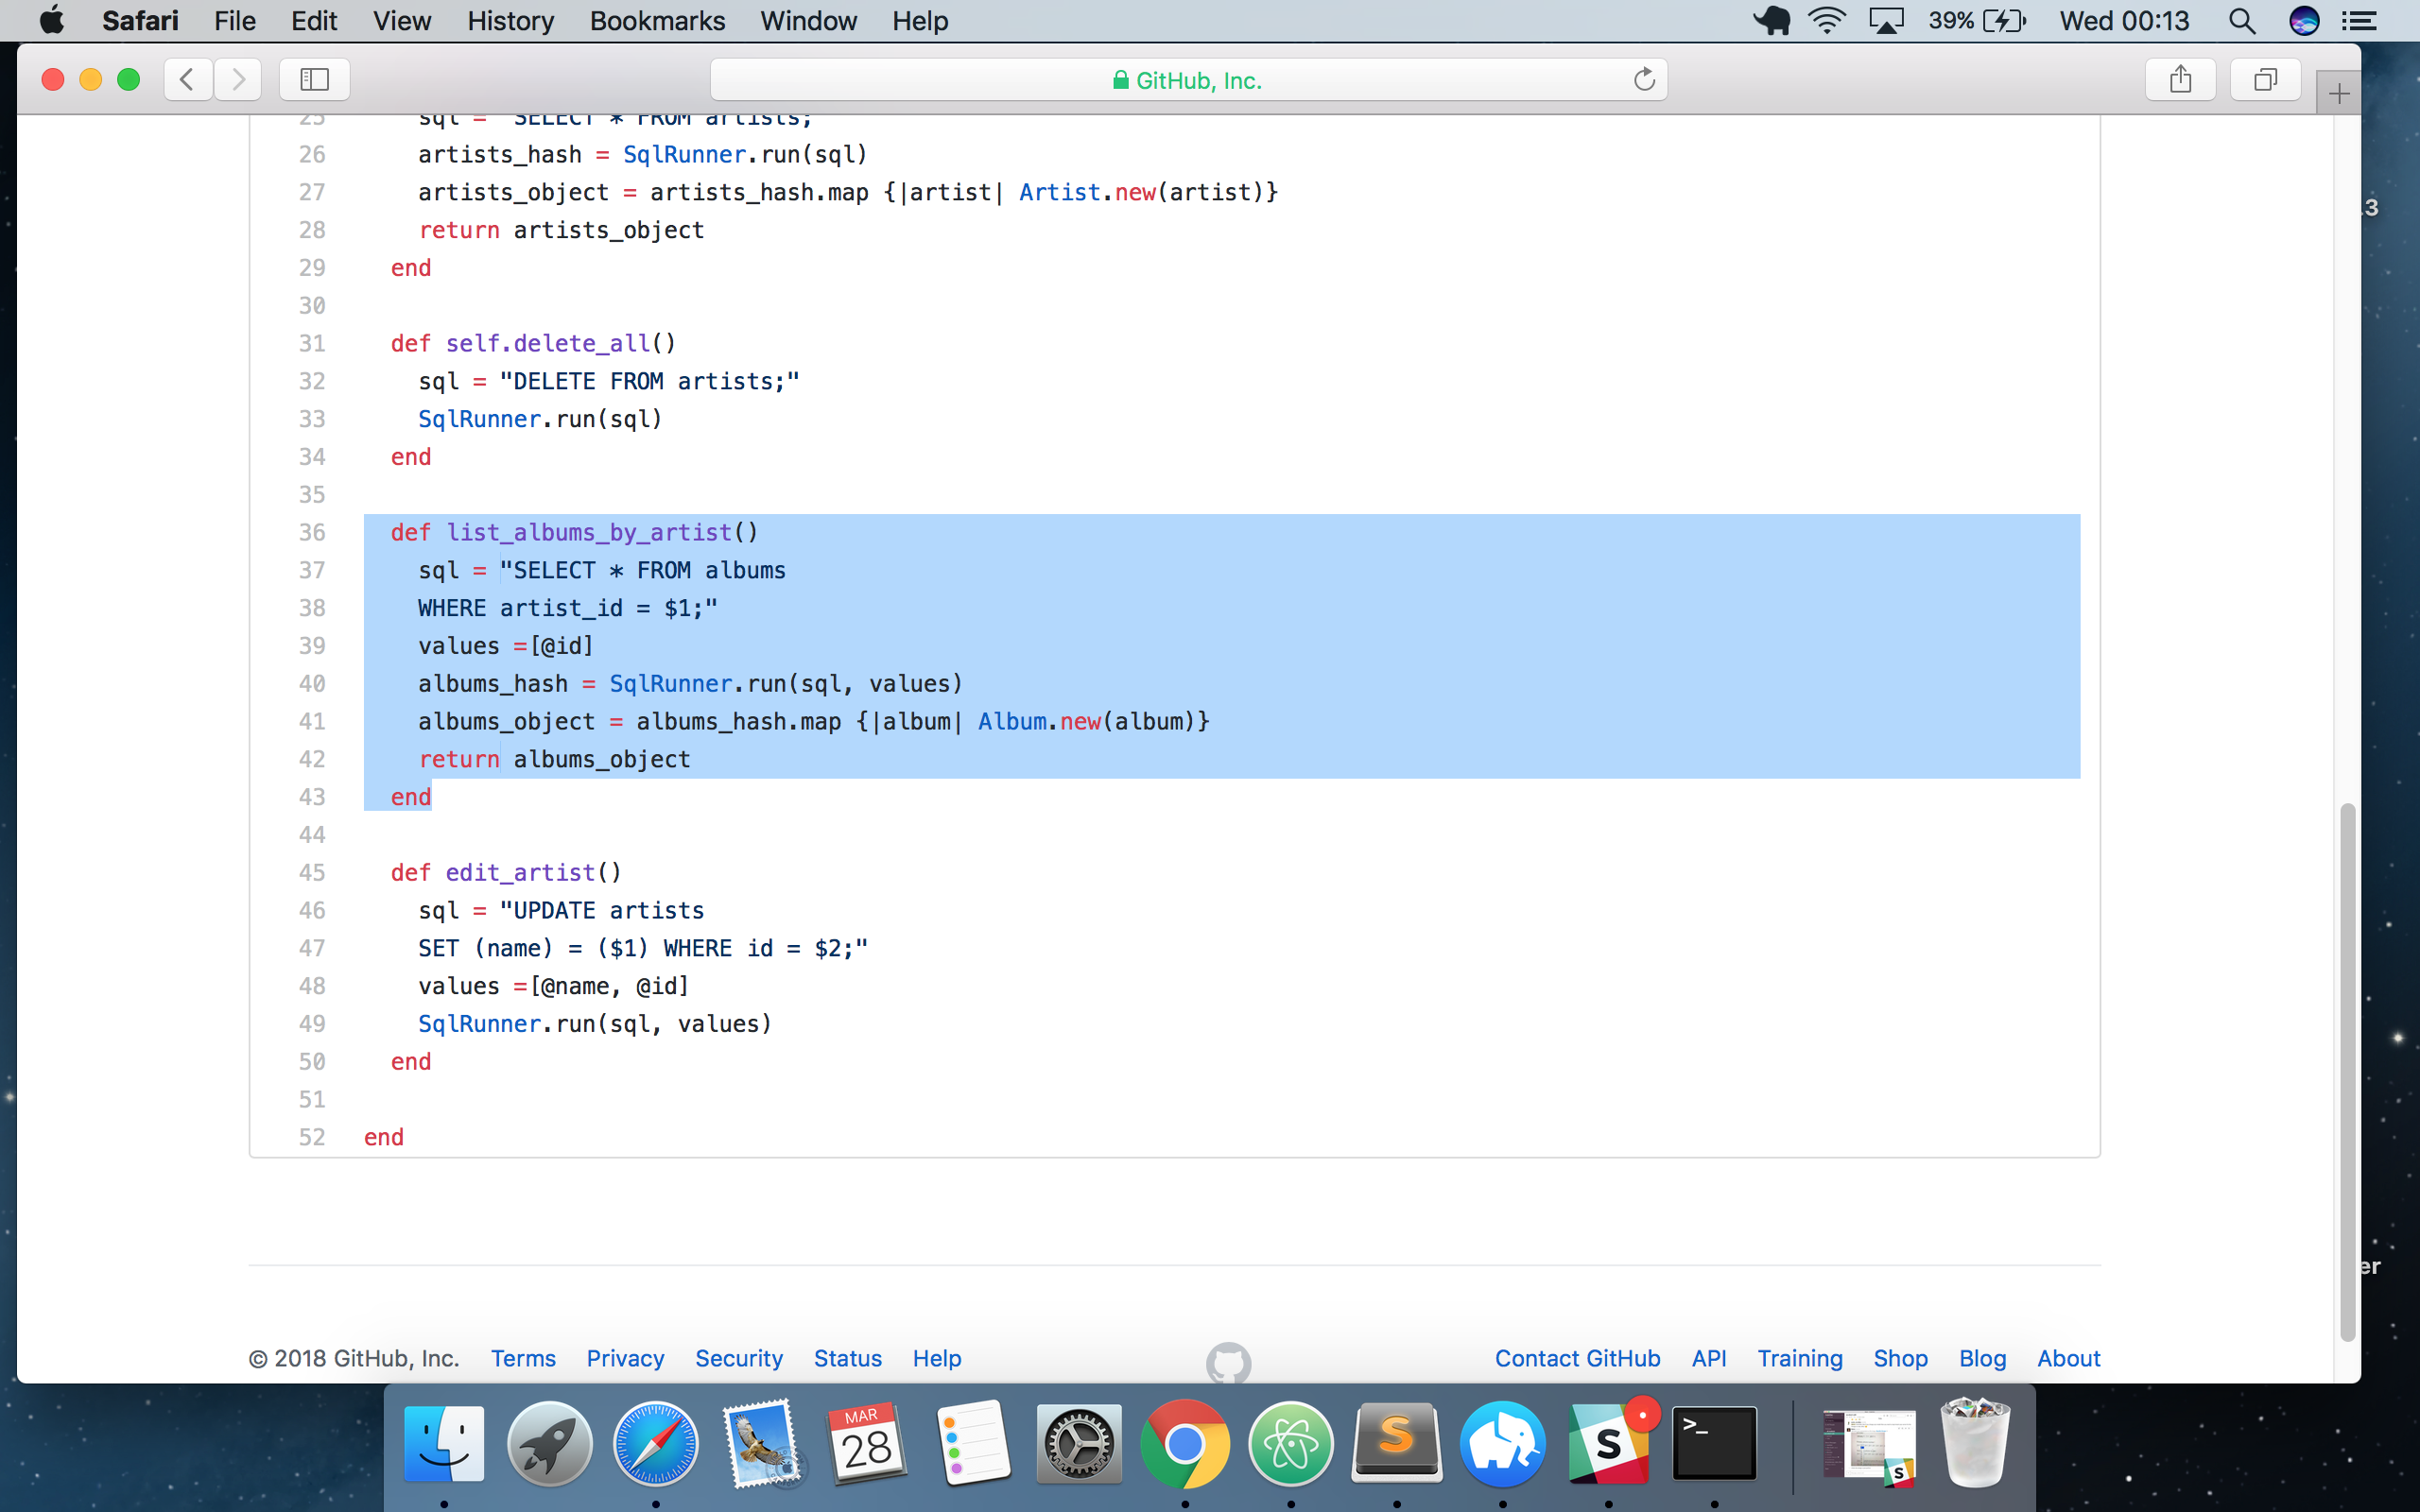 Safari File Edit View History Bookmarks Window Help 39% Wed 00:13
GitHub, Inc.
25 sql = "SELECT * FROM artists;
26 artists_hash = SqlRunner.run(sql)
27 artists_object = artists_hash.map {|artist| Artist.new(artist)}
28 return artists_object
29 end
30
31 def self.delete_all()
32 sql = "DELETE FROM artists;"
33 SqlRunner.run(sql)
34 end
35
36 def list_albums_by_artist()
37 sql = "SELECT * FROM albums
38 WHERE artist_id = $1;"
39 values =[@id]
40 albums_hash = SqlRunner.run(sql, values)
41 albums_object = albums_hash.map {|album| Album.new(album)}
42 return albums_object
43 end
44
45 def edit_artist()
46 sql = "UPDATE artists
47 SET (name) = ($1) WHERE id = $2;"
48 values =[@name, @id]
49 SqlRunner.run(sql, values)
50 end
51
52 end
© 2018 GitHub, Inc. Terms Privacy Security Status Help Contact GitHub API Training Shop Blog About
MAR
28
S
S
>_
S